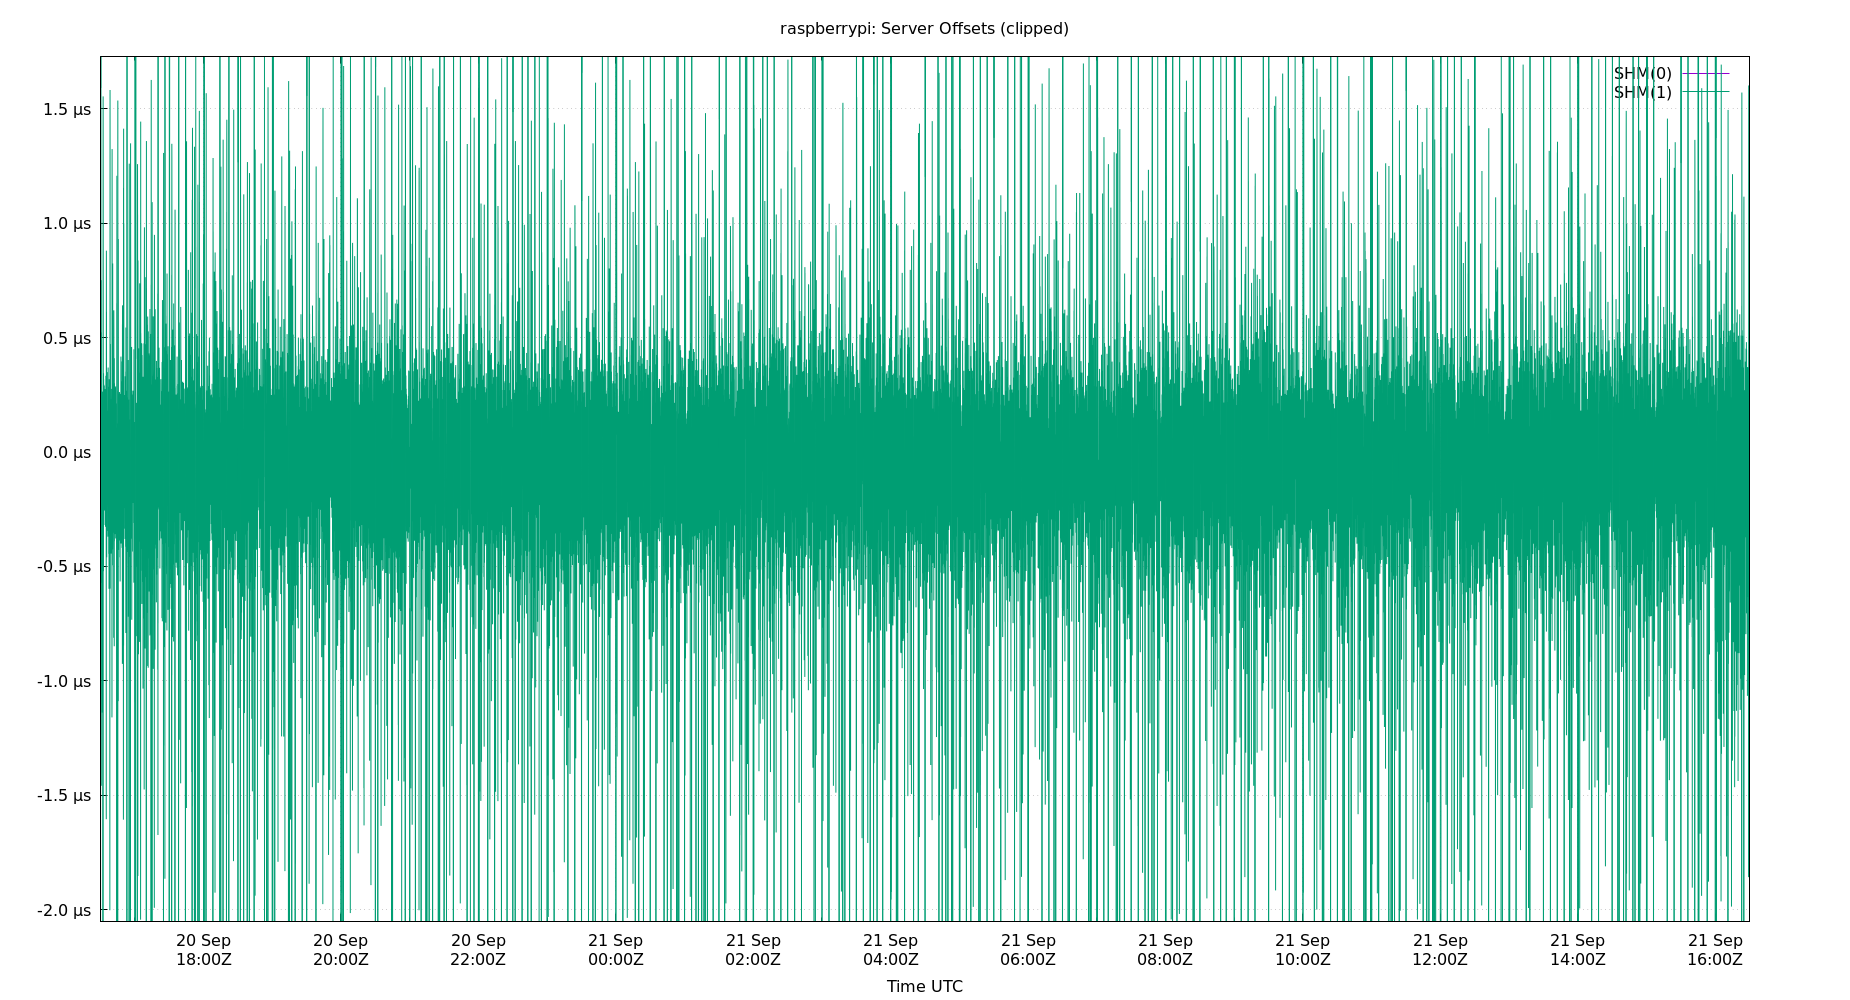 raspberrypi: Server Offsets (clipped)
SHM(0)
SHM(1)
1.5 µs
1.0 µs
0.5 µs
0.0 µs
-0.5 µs
-1.0 µs
-1.5 µs
-2.0 µs
20 Sep 20 Sep 20 Sep 21 Sep 21 Sep 21 Sep 21 Sep 21 Sep 21 Sep 21 Sep 21 Sep 21 Sep
18:00Z 20:00Z 22:00Z 00:00Z 02:00Z 04:00Z 06:00Z 08:00Z 10:00Z 12:00Z 14:00Z 16:00Z
Time UTC